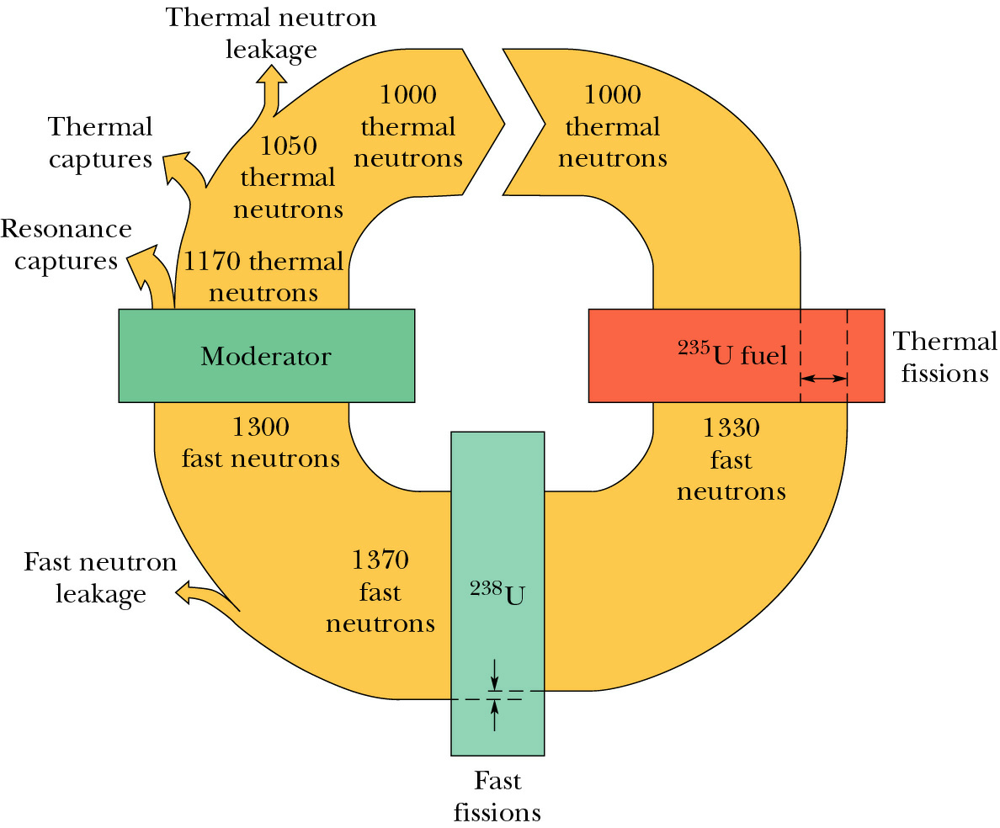 Thermal neutron
leakage
1000
thermal
neutrons
1000
thermal
neutrons
Thermal
captures
1050
thermal
neutrons
Resonance
captures
1170 thermal
neutrons
Moderator
²³⁵U fuel
Thermal
fissions
1300
fast neutrons
1330
fast
neutrons
Fast neutron
leakage
1370
fast
neutrons
²³⁸U
Fast
fissions